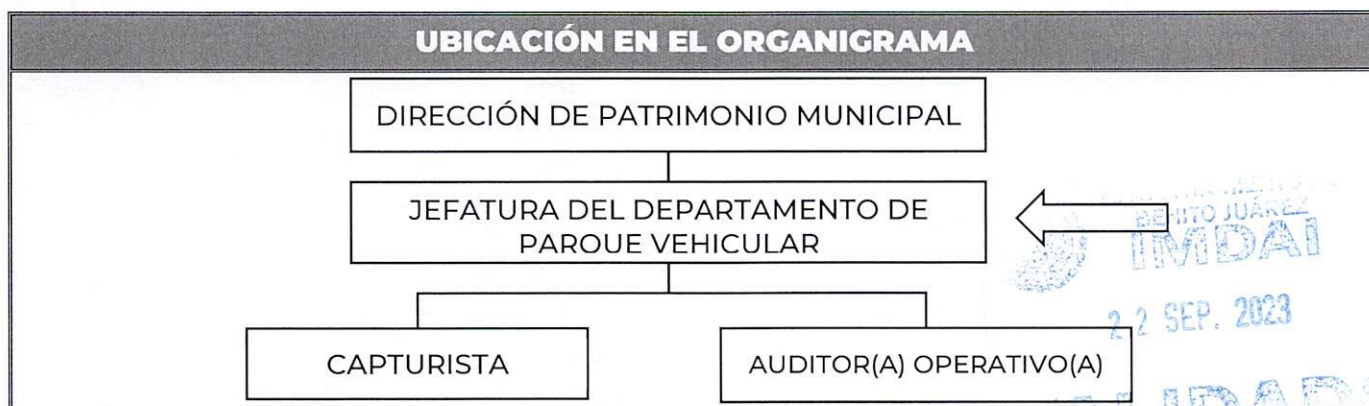 UBICACIÓN EN EL ORGANIGRAMA
DIRECCIÓN DE PATRIMONIO MUNICIPAL
JEFATURA DEL DEPARTAMENTO DE
PARQUE VEHICULAR
BENITO JUÁREZ
IMDAI
22 SEP. 2023
CAPTURISTA
AUDITOR(A) OPERATIVO(A)